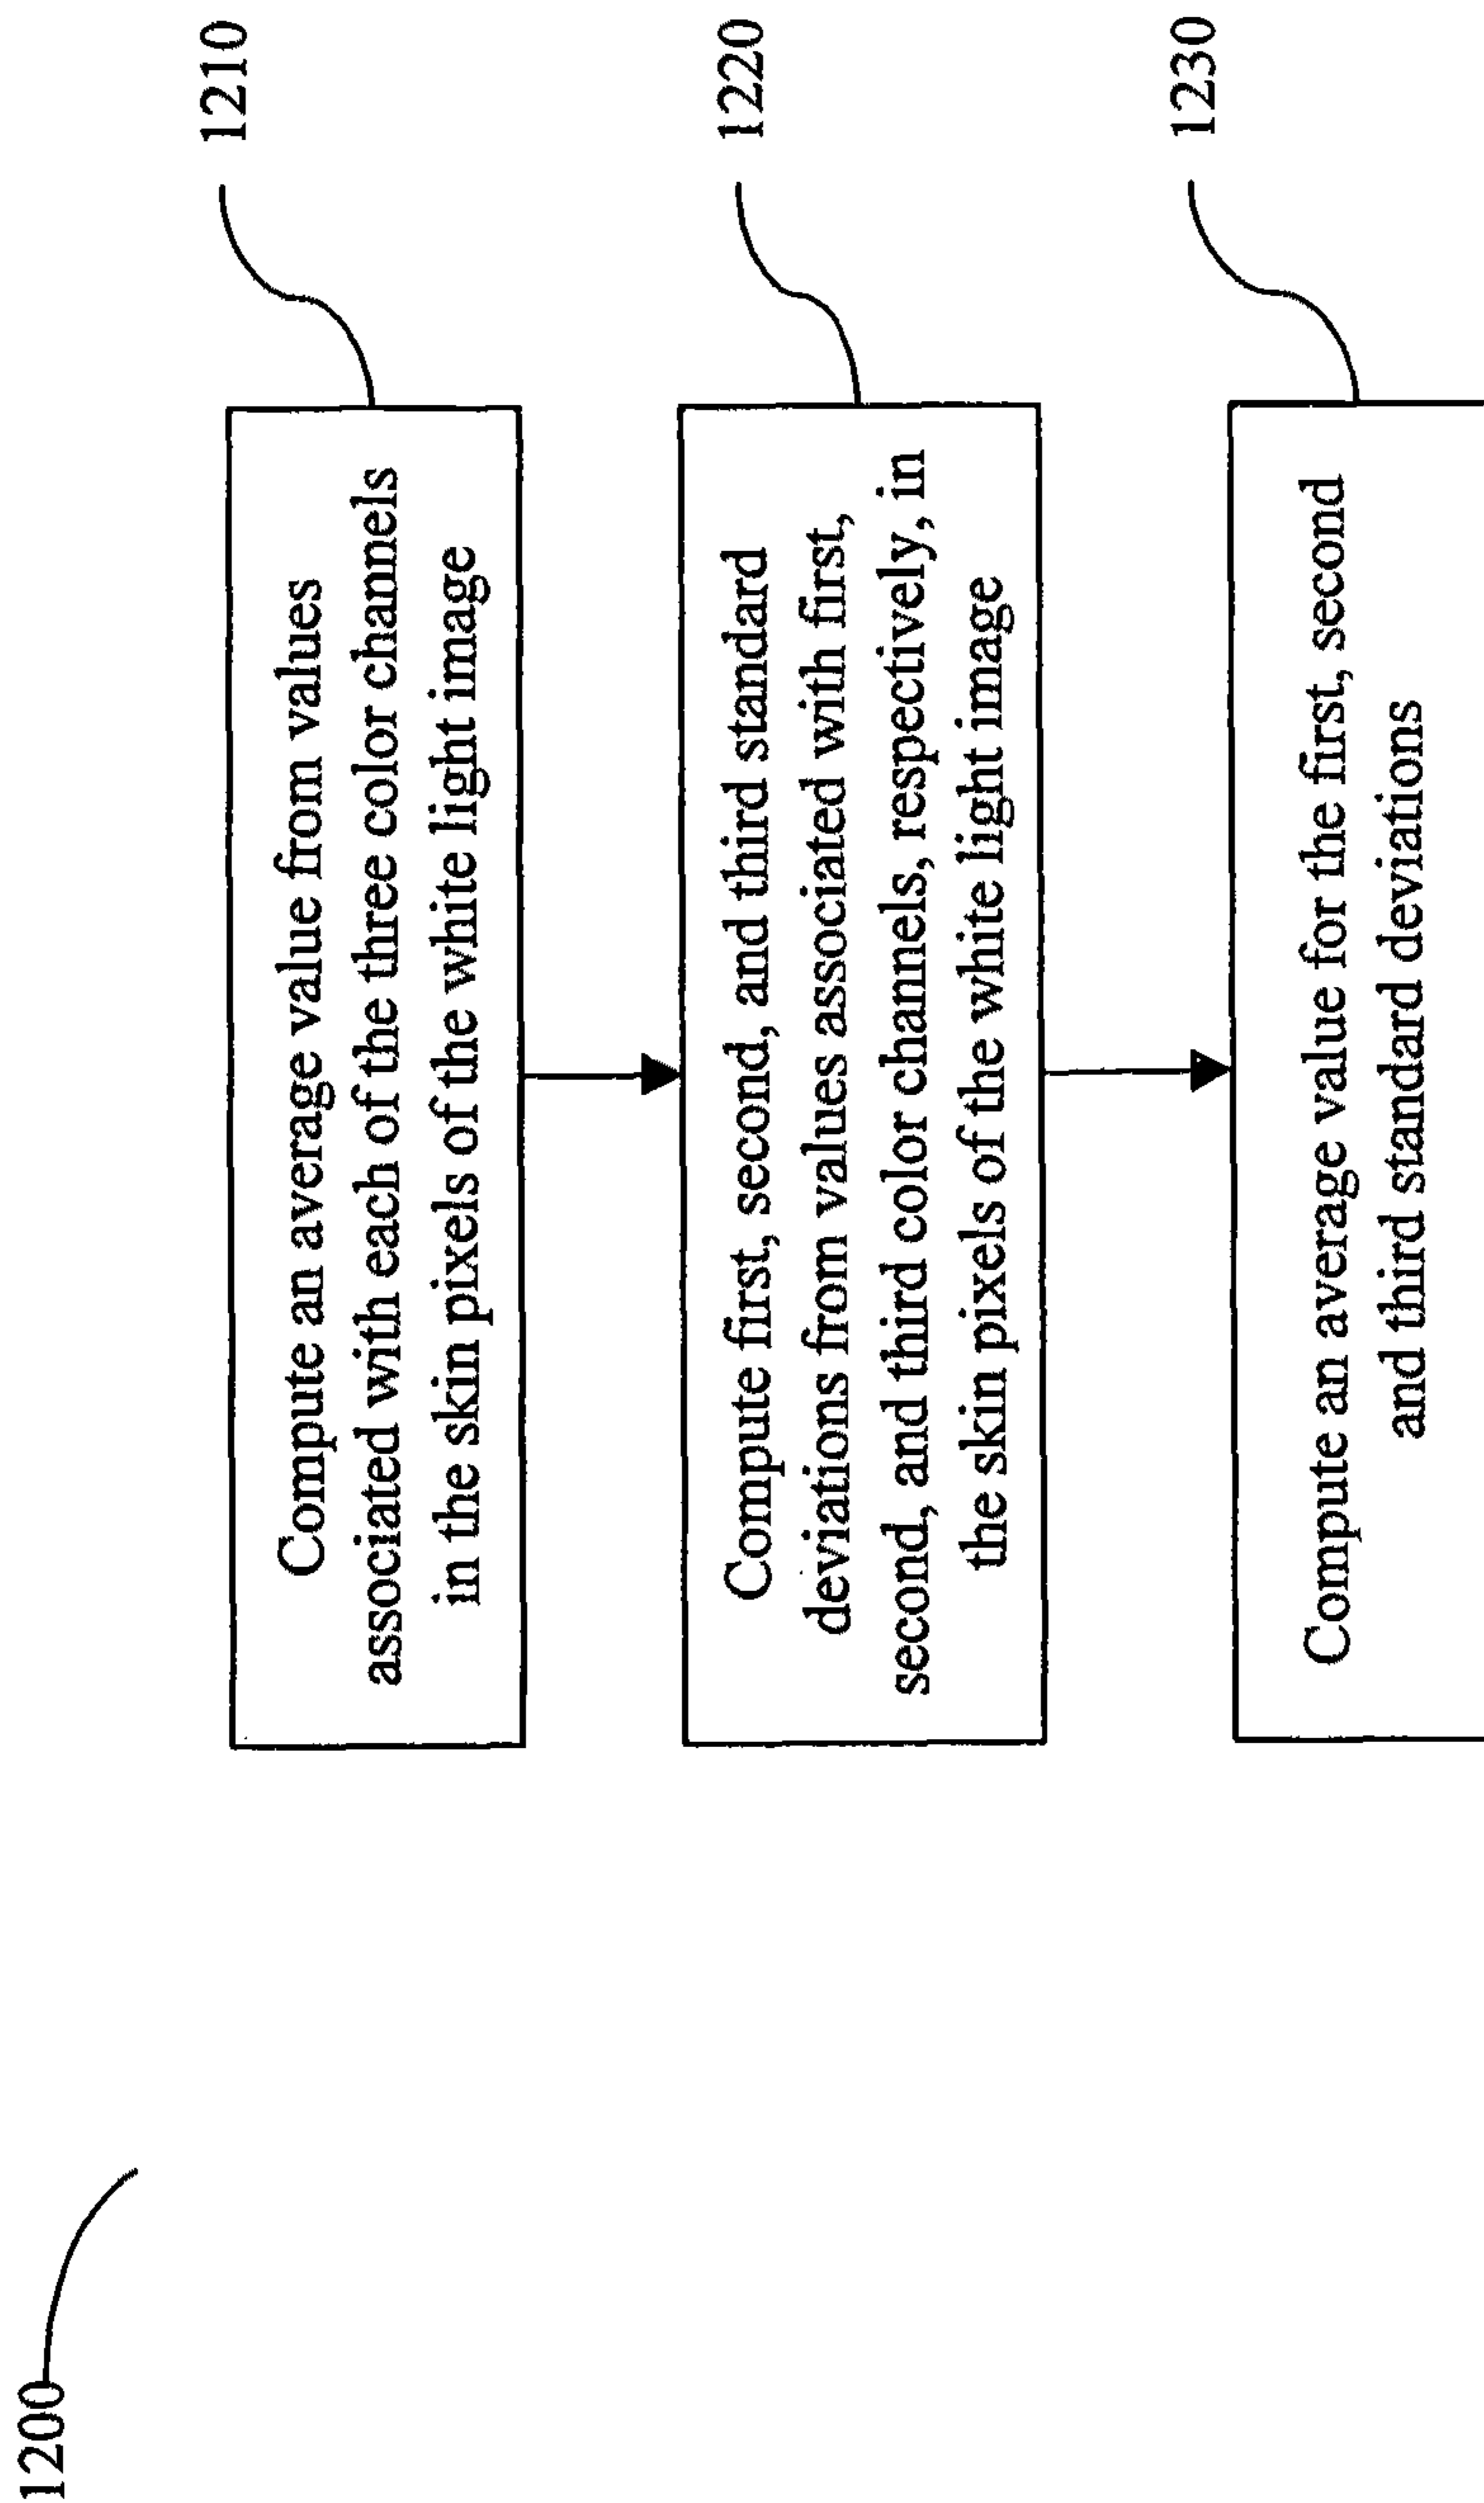 1200
Compute an average value from values
associated with each of the three color channels
in the skin pixels of the white light image
1210
Compute first, second, and third standard
deviations from values associated with first,
second, and third color channels, respectively, in
the skin pixels of the white light image
1220
Compute an average value for the first, second
and third standard deviations
1230